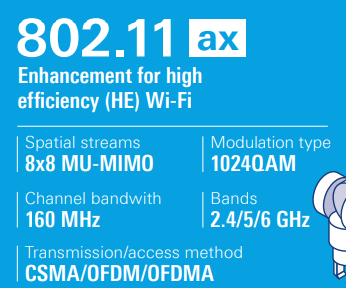 802.11 ax
Enhancement for high
efficiency (HE) Wi-Fi
Spatial streams
8x8 MU-MIMO
Modulation type
1024QAM
Channel bandwith
160 MHz
Bands
2.4/5/6 GHz
Transmission/access method
CSMA/OFDM/OFDMA